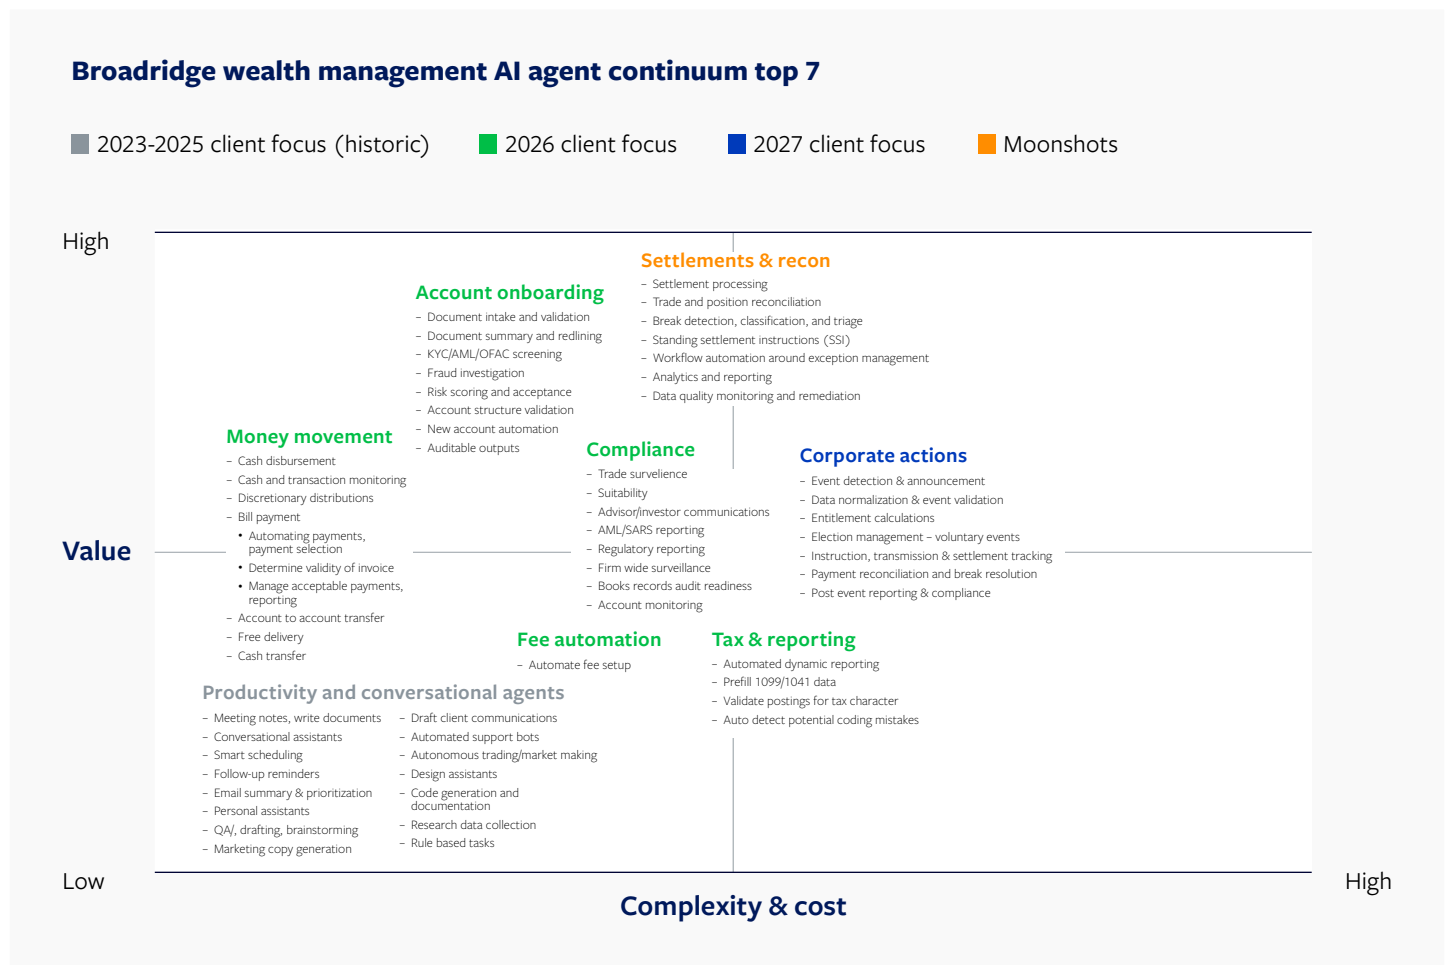 Broadridge wealth management AI agent continuum top 7
2023-2025 client focus (historic)
2026 client focus
2027 client focus
Moonshots
High
Settlements & recon
– Settlement processing
– Trade and position reconciliation
– Break detection, classification, and triage
– Standing settlement instructions (SSI)
– Workflow automation around exception management
– Analytics and reporting
– Data quality monitoring and remediation
Account onboarding
– Document intake and validation
– Document summary and redlining
– KYC/AML/OFAC screening
– Fraud investigation
– Risk scoring and acceptance
– Account structure validation
– New account automation
– Auditable outputs
Money movement
– Cash disbursement
– Cash and transaction monitoring
– Discretionary distributions
– Bill payment
• Automating payments,
payment selection
• Determine validity of invoice
• Manage acceptable payments,
reporting
– Account to account transfer
– Free delivery
– Cash transfer
Compliance
– Trade survelience
– Suitability
– Advisor/investor communications
– AML/SARS reporting
– Regulatory reporting
– Firm wide surveillance
– Books records audit readiness
– Account monitoring
Corporate actions
– Event detection & announcement
– Data normalization & event validation
– Entitlement calculations
– Election management – voluntary events
– Instruction, transmission & settlement tracking
– Payment reconciliation and break resolution
– Post event reporting & compliance
Value
Fee automation
– Automate fee setup
Tax & reporting
– Automated dynamic reporting
– Prefill 1099/1041 data
– Validate postings for tax character
– Auto detect potential coding mistakes
Productivity and conversational agents
– Meeting notes, write documents
– Conversational assistants
– Smart scheduling
– Follow-up reminders
– Email summary & prioritization
– Personal assistants
– QA/, drafting, brainstorming
– Marketing copy generation
– Draft client communications
– Automated support bots
– Autonomous trading/market making
– Design assistants
– Code generation and
documentation
– Research data collection
– Rule based tasks
Low
High
Complexity & cost